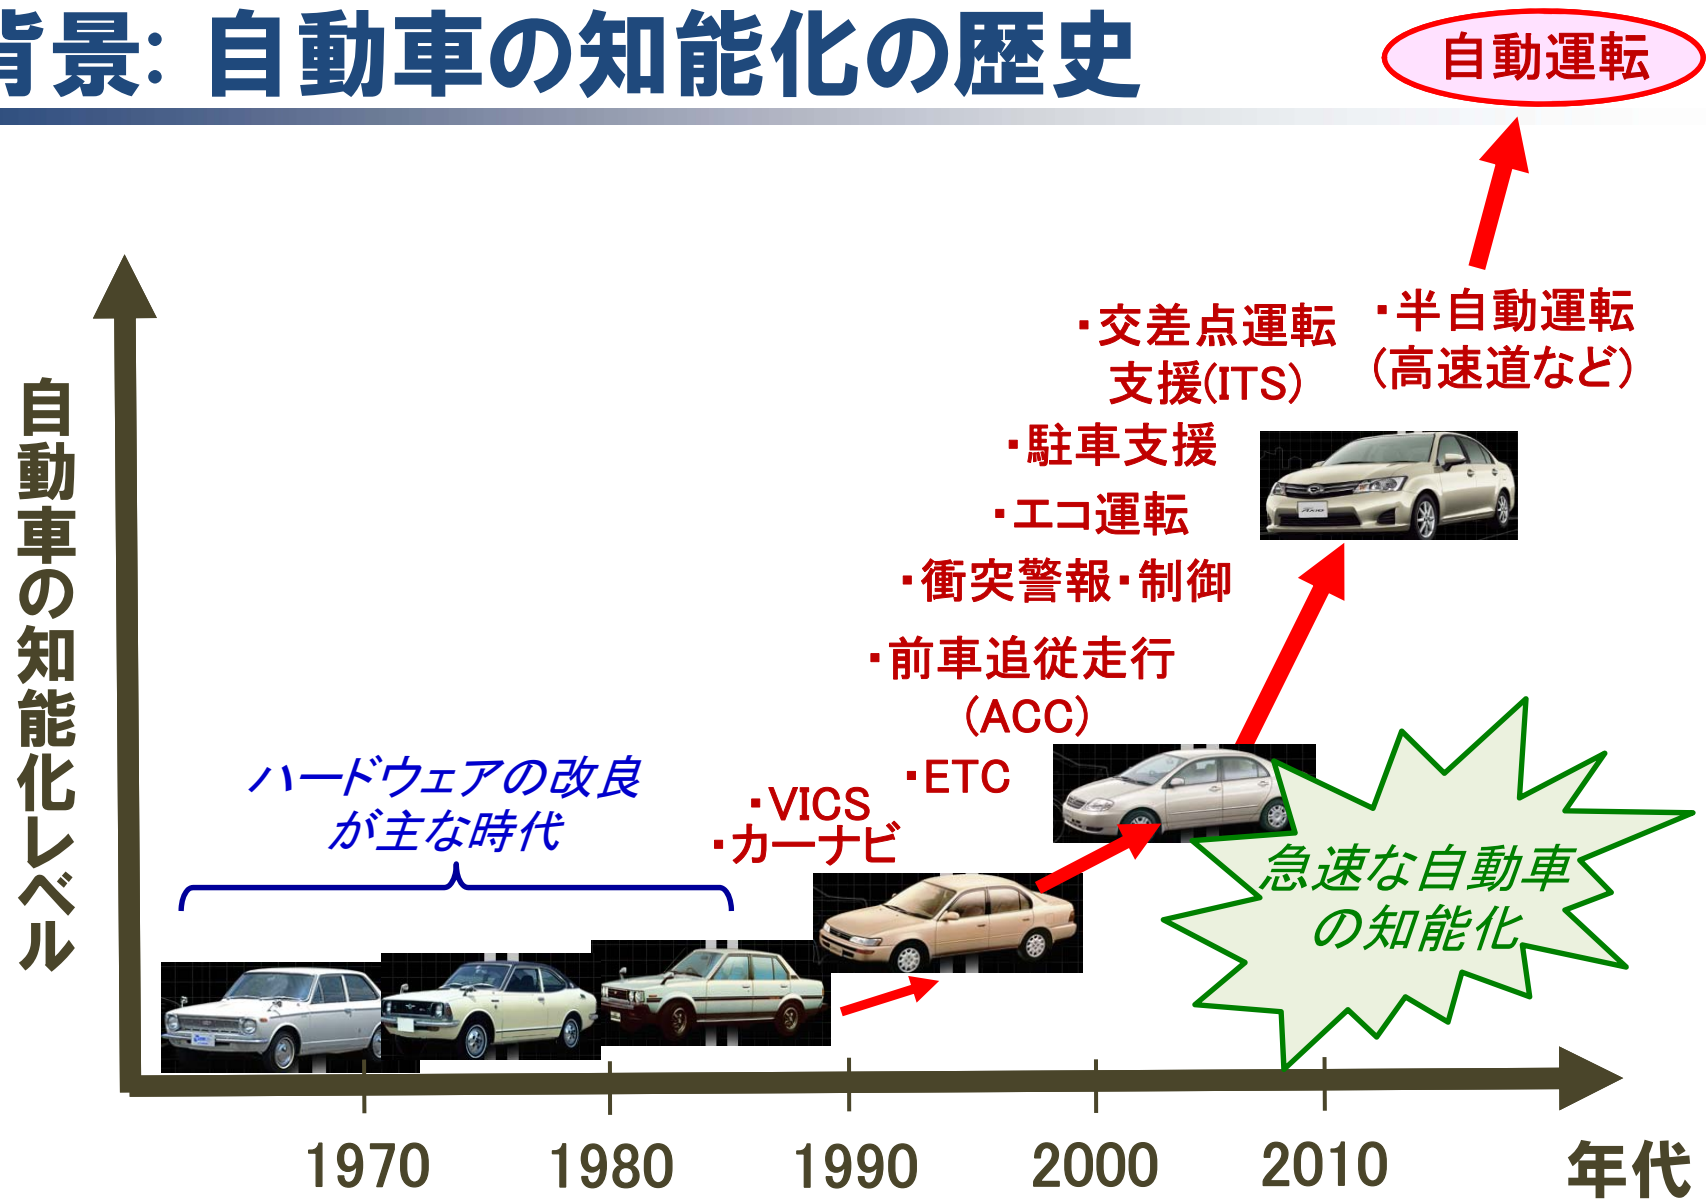 背景: 自動車の知能化の歴史
自動運転
・交差点運転
支援(ITS)
・半自動運転
(高速道など)
・駐車支援
・エコ運転
・衝突警報・制御
・前車追従走行
(ACC)
・ETC
・VICS
・カーナビ
ハードウェアの改良
が主な時代
急速な自動車
の知能化
自動車の知能化レベル
1970
1980
1990
2000
2010
年代